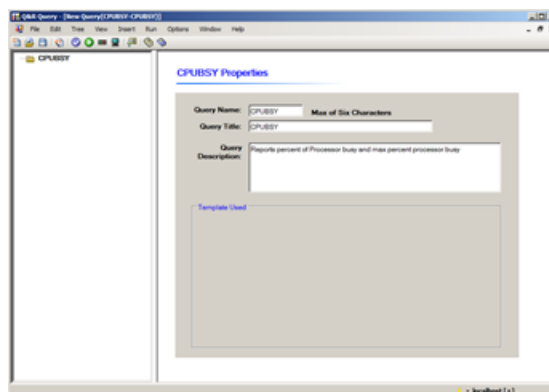 Q&R Query - [New Query(CPUBSY-CPUBSY)]
File Edit Tree View Insert Run Options Window Help
CPUBSY
CPUBSY Properties
Query Name: CPUBSY Max of Six Characters
Query Title: CPUBSY
Query Description: Reports percent of Processor busy and max percent processor busy
Template Used
localhost